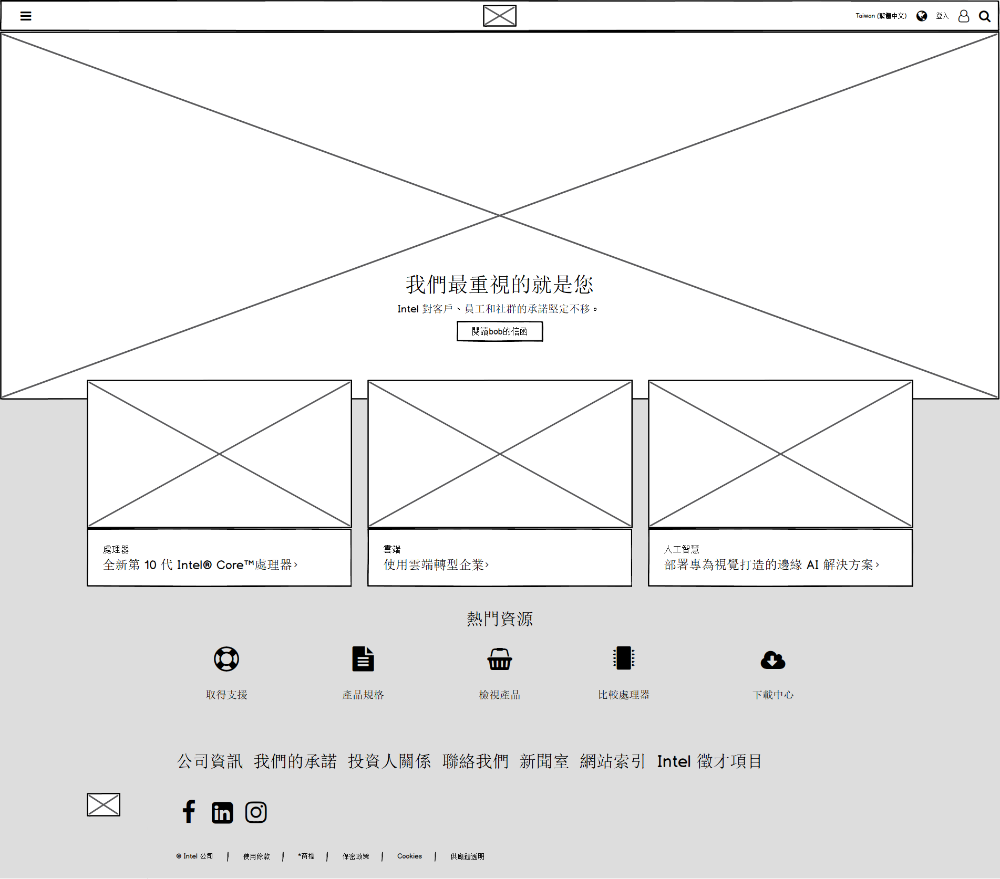 Taiwan (繁體中文)
登入
我們最重視的就是您
Intel 對客戶、員工和社群的承諾堅定不移。
閱讀bob的信函
處理器
全新第 10 代 Intel® Core™處理器›
雲端
使用雲端轉型企業›
人工智慧
部署專為視覺打造的邊緣 AI 解決方案›
熱門資源
取得支援
產品規格
檢視產品
比較處理器
下載中心
公司資訊 我們的承諾 投資人關係 聯絡我們 新聞室 網站索引 Intel 徵才項目
© Intel 公司 | 使用條款 | *商標 | 保密政策 | Cookies | 供應鏈透明